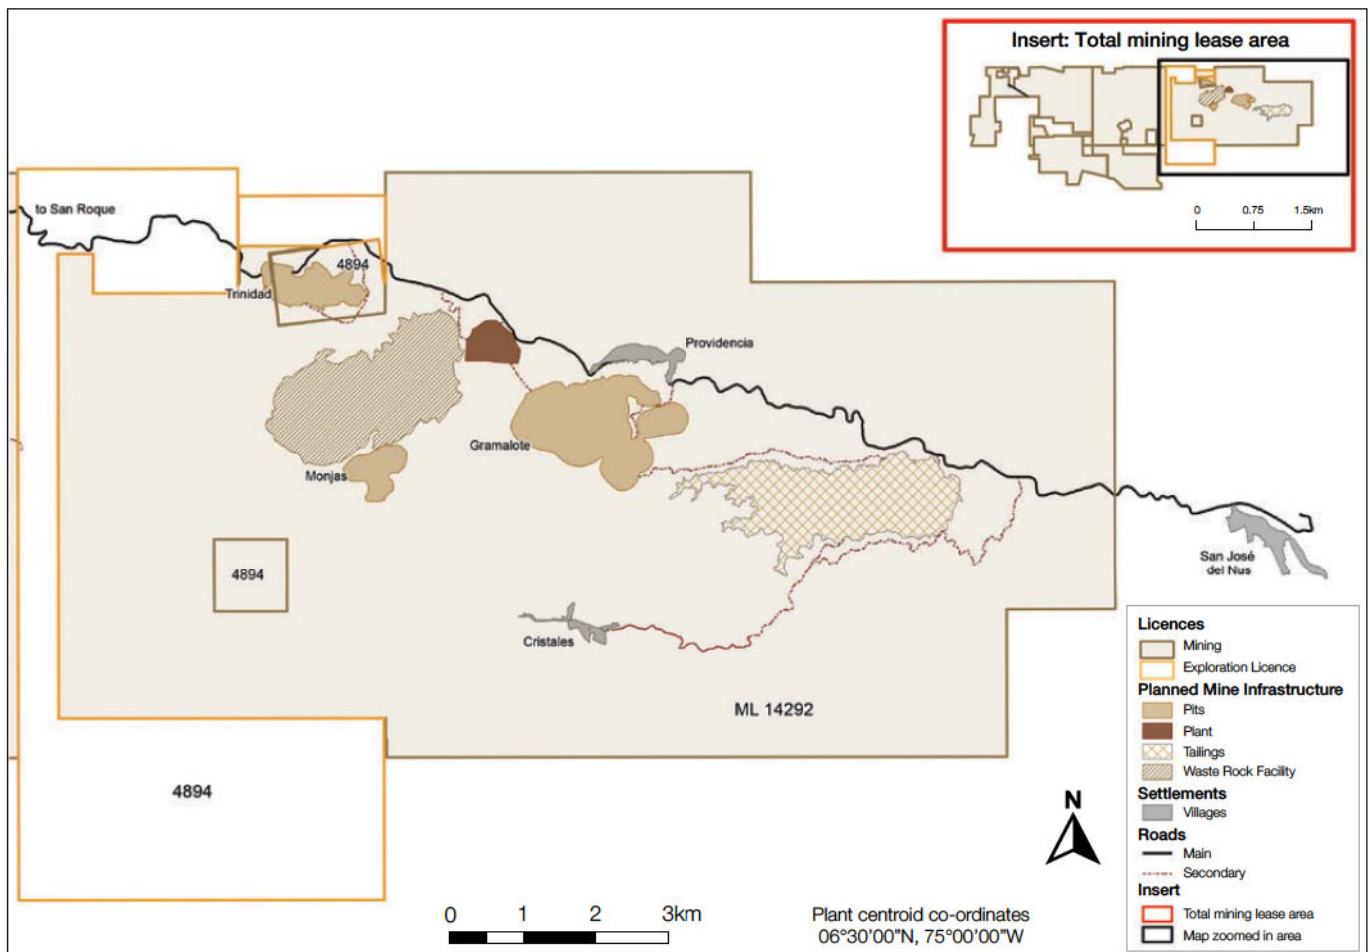 Insert: Total mining lease area
0 0.75 1.5km
to San Roque
4894
Trinidad
Providencia
Gramalote
Monjas
San José
del Nus
4894
Cristales
ML 14292
4894
Licences
Mining
Exploration Licence
Planned Mine Infrastructure
Pits
Plant
Tailings
Waste Rock Facility
Settlements
Villages
Roads
Main
Secondary
Insert
Total mining lease area
Map zoomed in area
N
0 1 2 3km
Plant centroid co-ordinates
06°30'00"N, 75°00'00"W